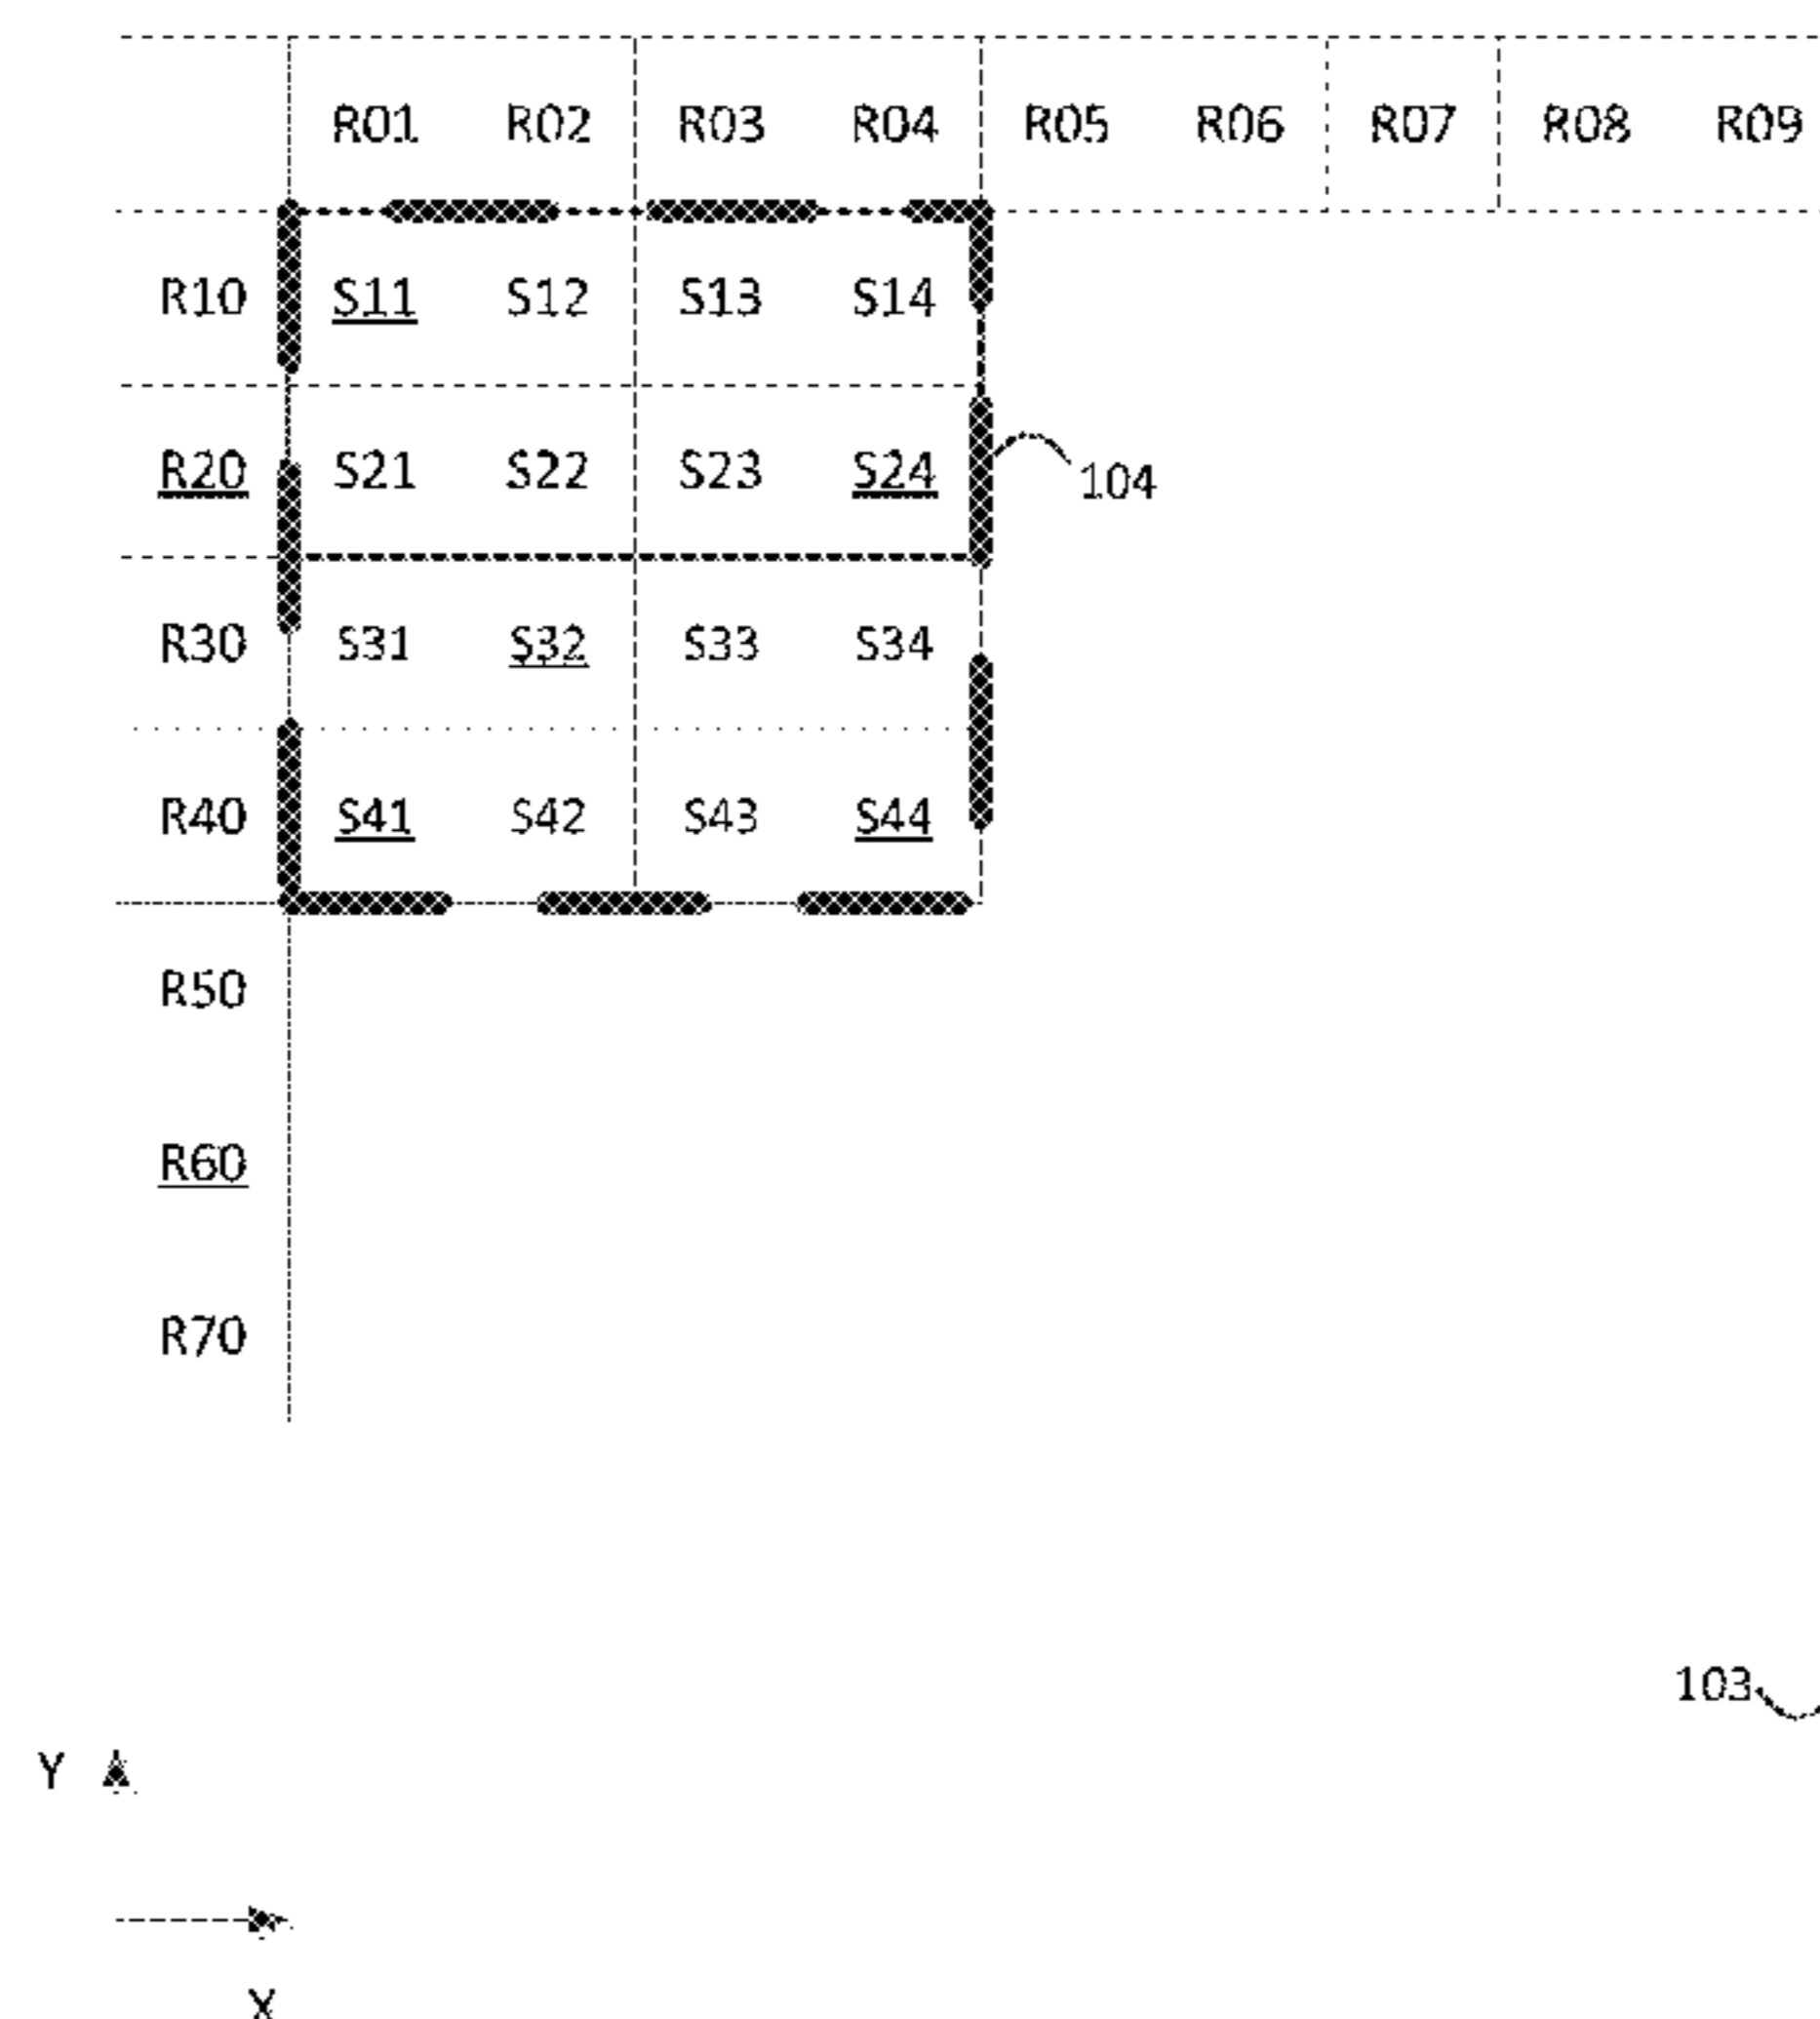 R01 R02 R03 R04 R05 R06 R07 R08 R09
R10 S11 S12 S13 S14
R20 S21 S22 S23 S24
104
R30 S31 S32 S33 S34
R40 S41 S42 S43 S44
R50
R60
R70
103
Y
X